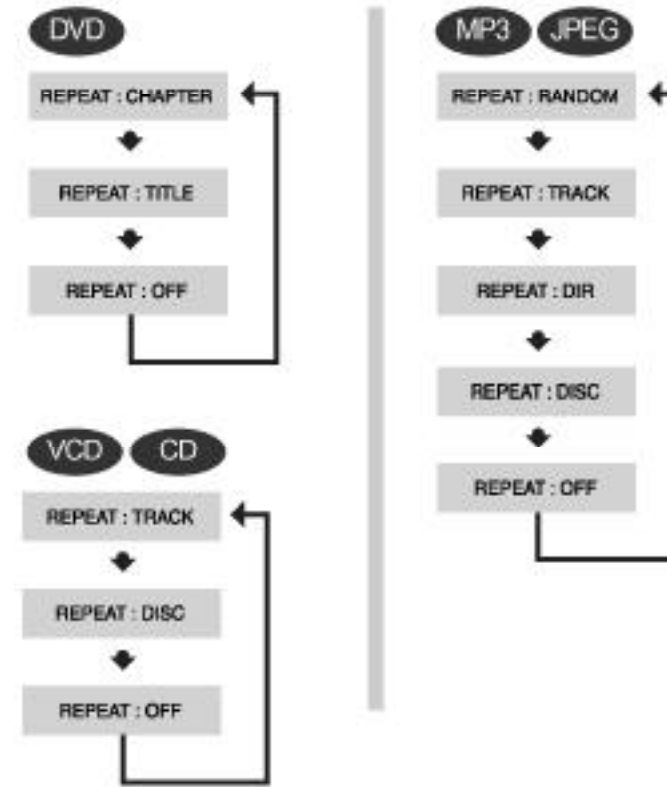 DVD
REPEAT : CHAPTER
REPEAT : TITLE
REPEAT : OFF
VCD CD
REPEAT : TRACK
REPEAT : DISC
REPEAT : OFF
MP3 JPEG
REPEAT : RANDOM
REPEAT : TRACK
REPEAT : DIR
REPEAT : DISC
REPEAT : OFF